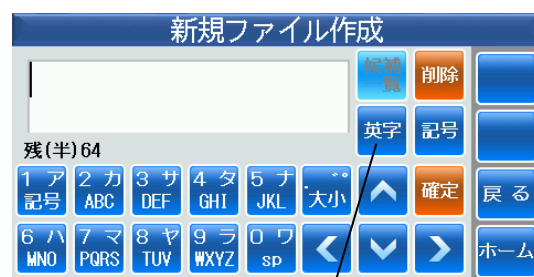 新規ファイル作成
候補一覧
削除
英字
記号
残(半)64
1 ア 記号
2 カ ABC
3 サ DEF
4 タ GHI
5 ナ JKL
゛゜大小
確定
戻る
6 ハ MNO
7 マ PQRS
8 ヤ TUV
9 ラ WXYZ
0 ワ sp
ホーム